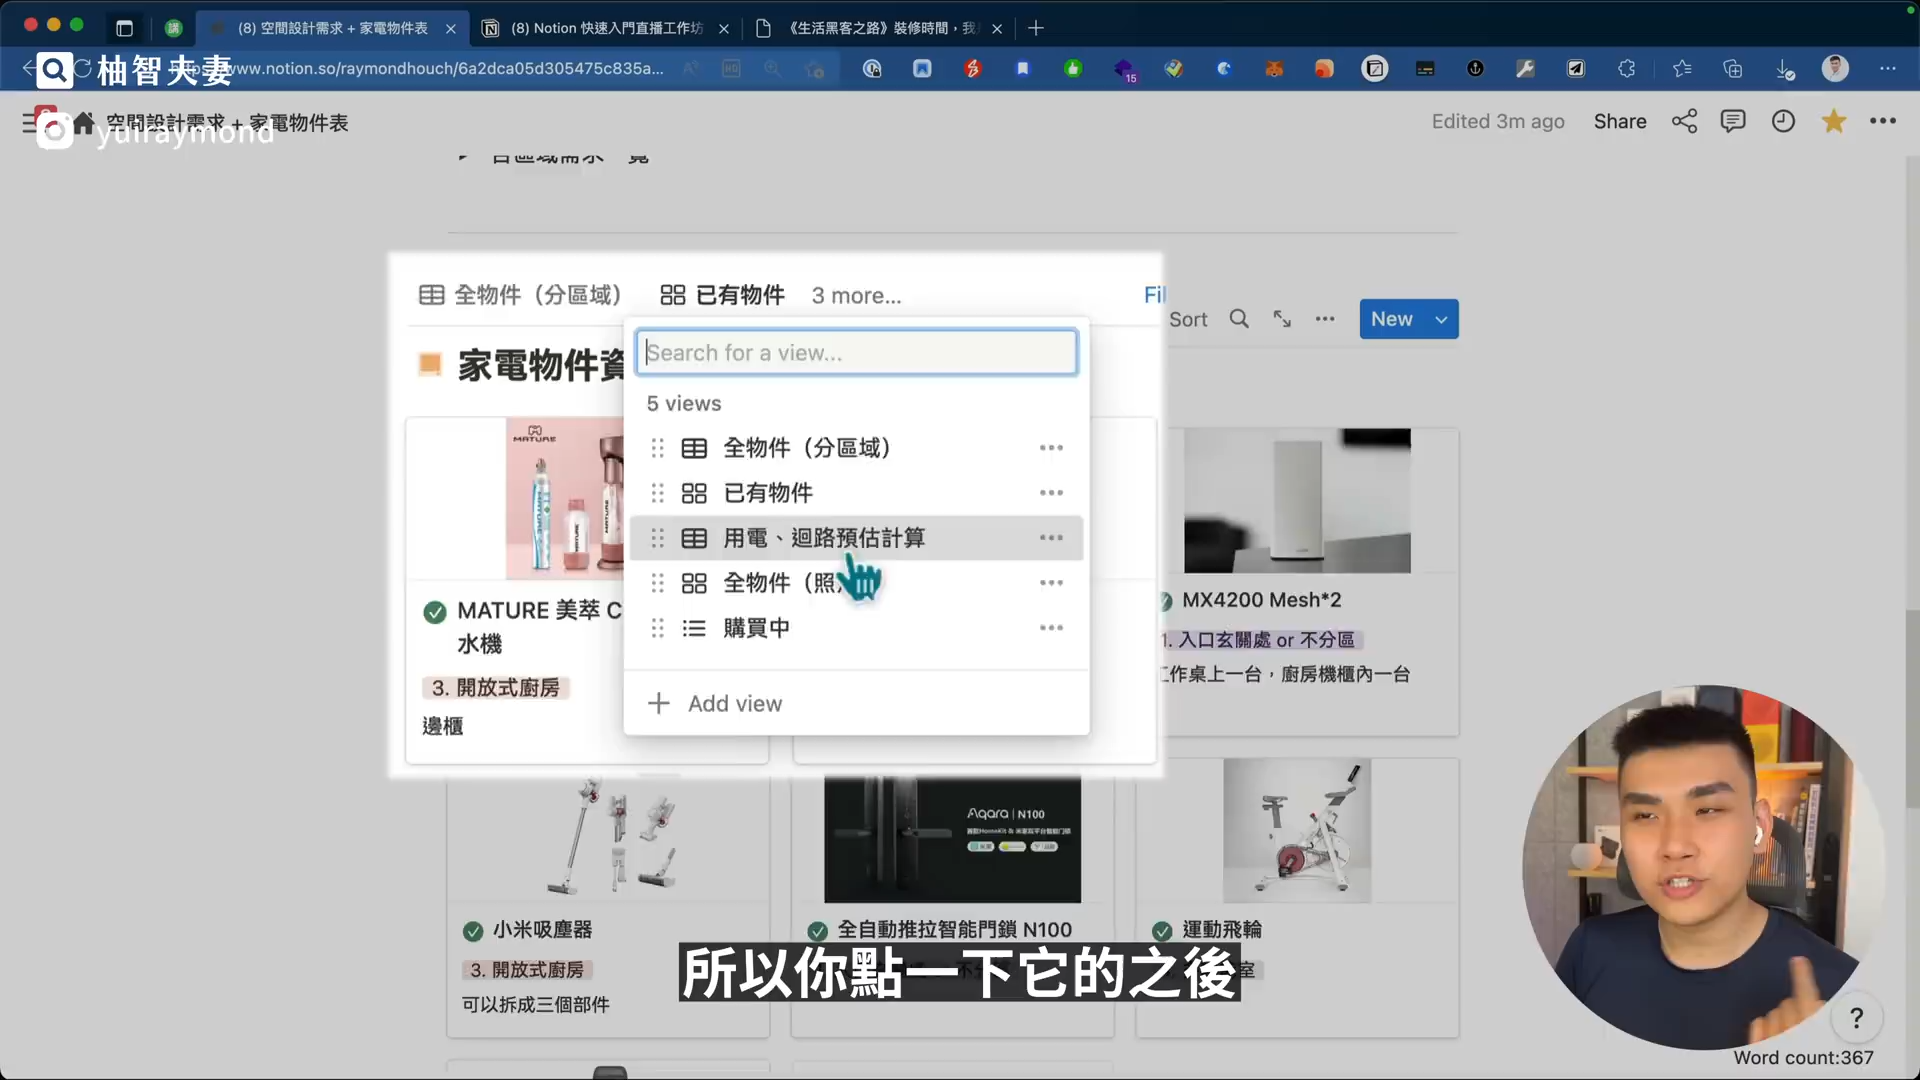 (8) 空間設計需求 + 家電物件表
(8) Notion 快速入門直播工作坊
《生活黑客之路》裝修時間，我
柚智夫妻
www.notion.so/raymondhouch/6a2dca05d305475c835a...
15
空間設計需求 + 家電物件表
yuiraymond
Edited 3m ago
Share
全物件（分區域）
已有物件
3 more...
Fil
Sort
New
家電物件資
Search for a view...
5 views
全物件（分區域）
已有物件
用電、迴路預估計算
全物件（照
購買中
Add view
MATURE
MATURE 美萃 C
水機
3. 開放式廚房
邊櫃
MX4200 Mesh*2
1. 入口玄關處 or 不分區
工作桌上一台，廚房機櫃內一台
Aqara | N100
小米吸塵器
3. 開放式廚房
可以拆成三個部件
全自動推拉智能門鎖 N100
運動飛輪
所以你點一下它的之後
?
Word count:367